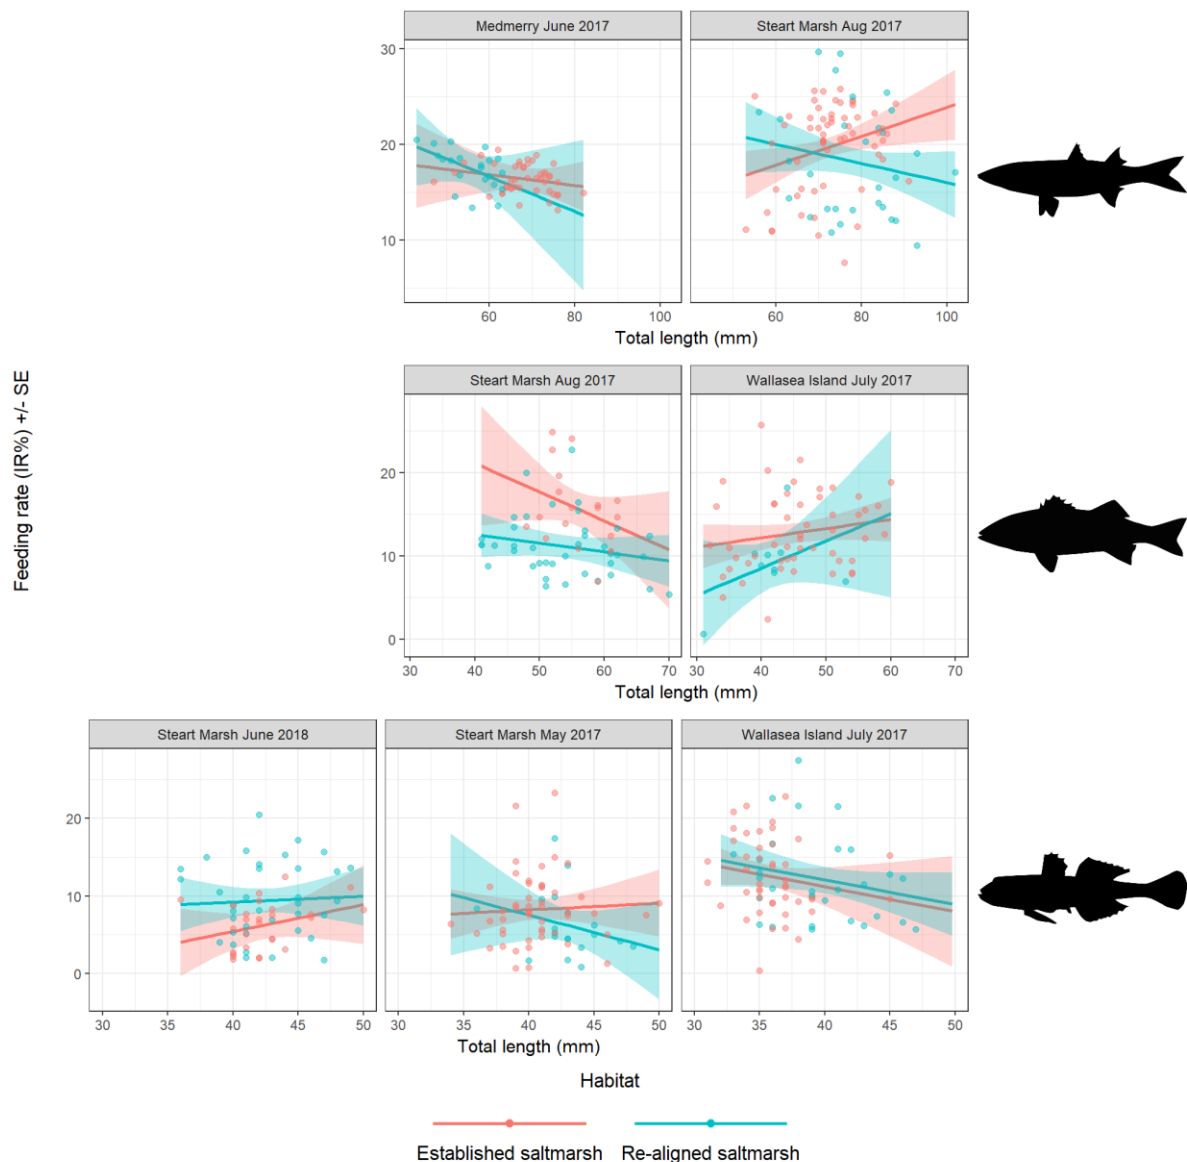 Medmerry June 2017 Steart Marsh Aug 2017
30
20
10
60 80 100 60 80 100
Total length (mm)
Feeding rate (IR%) +/- SE
Steart Marsh Aug 2017 Wallasea Island July 2017
20
10
0
30 40 50 60 70 30 40 50 60 70
Total length (mm)
Steart Marsh June 2018 Steart Marsh May 2017 Wallasea Island July 2017
20
10
0
30 35 40 45 50 30 35 40 45 50 30 35 40 45 50
Total length (mm)
Habitat
Established saltmarsh Re-aligned saltmarsh